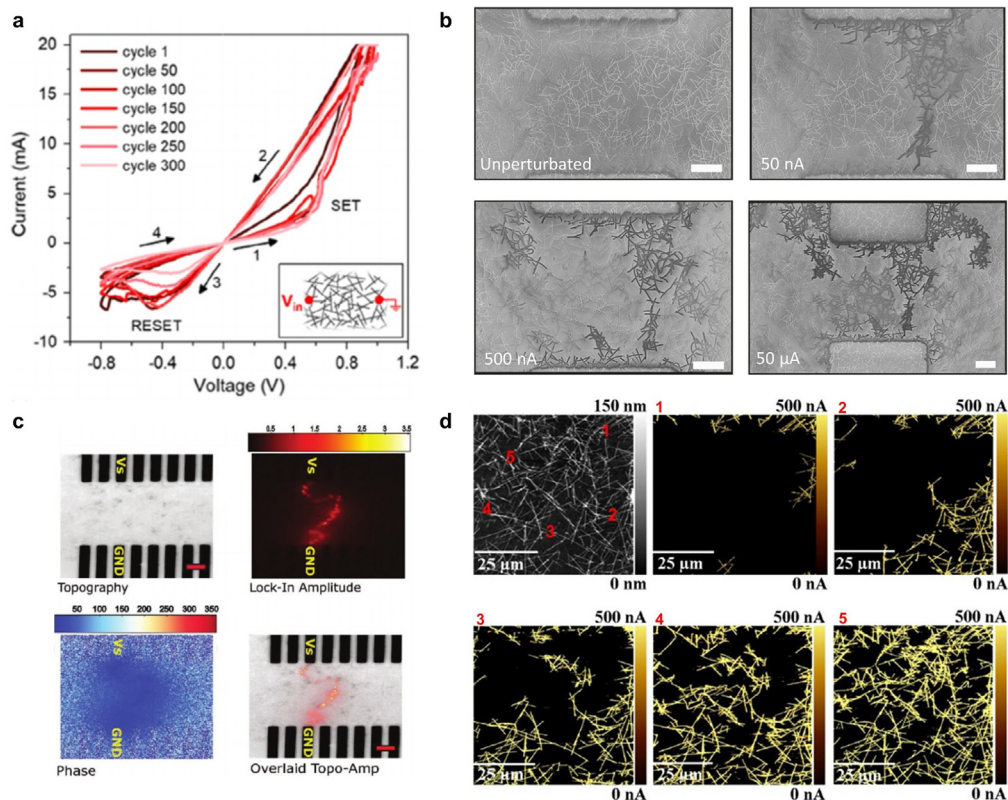 a
20
15
10
5
0
-5
-10
Current (mA)
cycle 1
cycle 50
cycle 100
cycle 150
cycle 200
cycle 250
cycle 300
2
SET
4
1
3
RESET
Vin
-0.8
-0.4
0.0
0.4
0.8
1.2
Voltage (V)
b
Unperturbated
50 nA
500 nA
50 µA
c
Vs
GND
Topography
0.5
1
1.5
2
2.5
3
3.5
Vs
GND
Lock-In Amplitude
50
100
150
200
250
300
350
Vs
GND
Phase
Vs
GND
Overlaid Topo-Amp
d
150 nm
1
5
4
3
2
25 µm
0 nm
1
500 nA
25 µm
0 nA
2
500 nA
25 µm
0 nA
3
500 nA
25 µm
0 nA
4
500 nA
25 µm
0 nA
5
500 nA
25 µm
0 nA